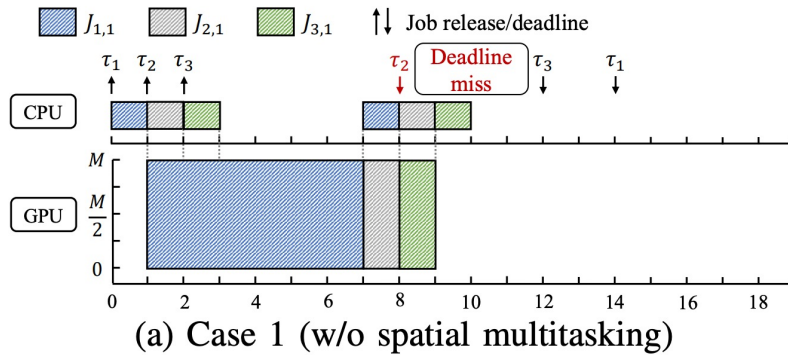 J₁,₁ J₂,₁ J₃,₁ Job release/deadline
τ₁ τ₂ τ₃ τ₂ Deadline miss τ₃ τ₁
CPU
M
GPU M/2
0
0 2 4 6 8 10 12 14 16 18
(a) Case 1 (w/o spatial multitasking)